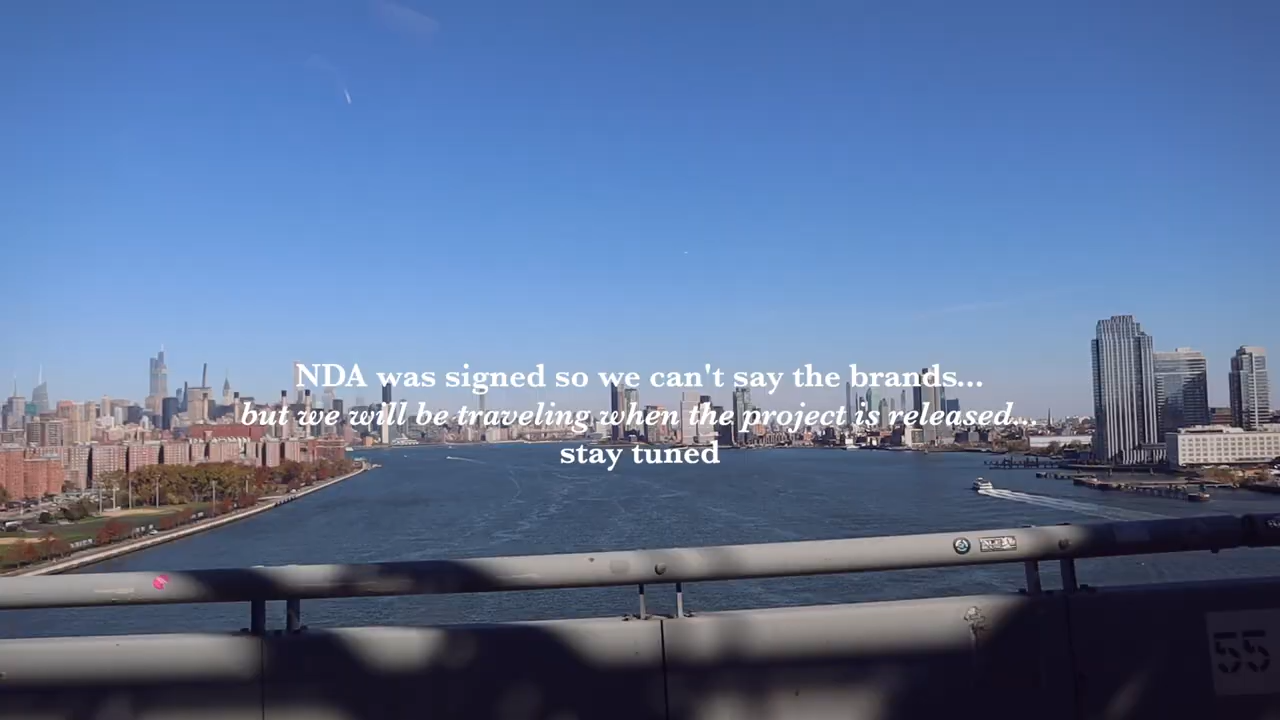 NDA was signed so we can't say the brands...
but we will be traveling when the project is released...
stay tuned
55